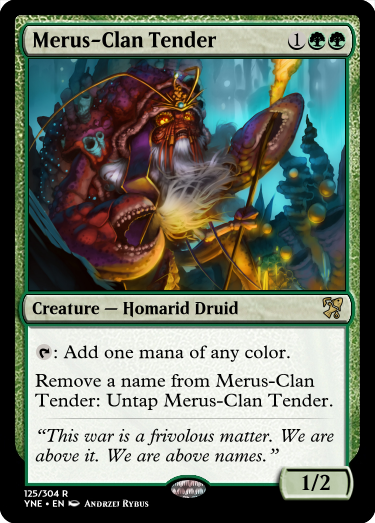 Merus-Clan Tender 1
Creature — Homarid Druid
: Add one mana of any color.
Remove a name from Merus-Clan
Tender: Untap Merus-Clan Tender.
“This war is a frivolous matter. We are
above it. We are above names.”
1/2
125/304 R
YNE • EN Andrzej Rybus